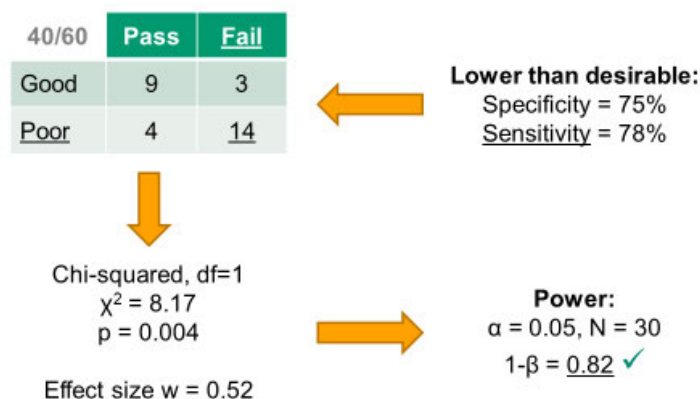 40/60 Pass Fail
Good 9 3
Poor 4 14
Lower than desirable:
Specificity = 75%
Sensitivity = 78%
Chi-squared, df=1
χ² = 8.17
p = 0.004
Effect size w = 0.52
Power:
α = 0.05, N = 30
1-β = 0.82 ✓